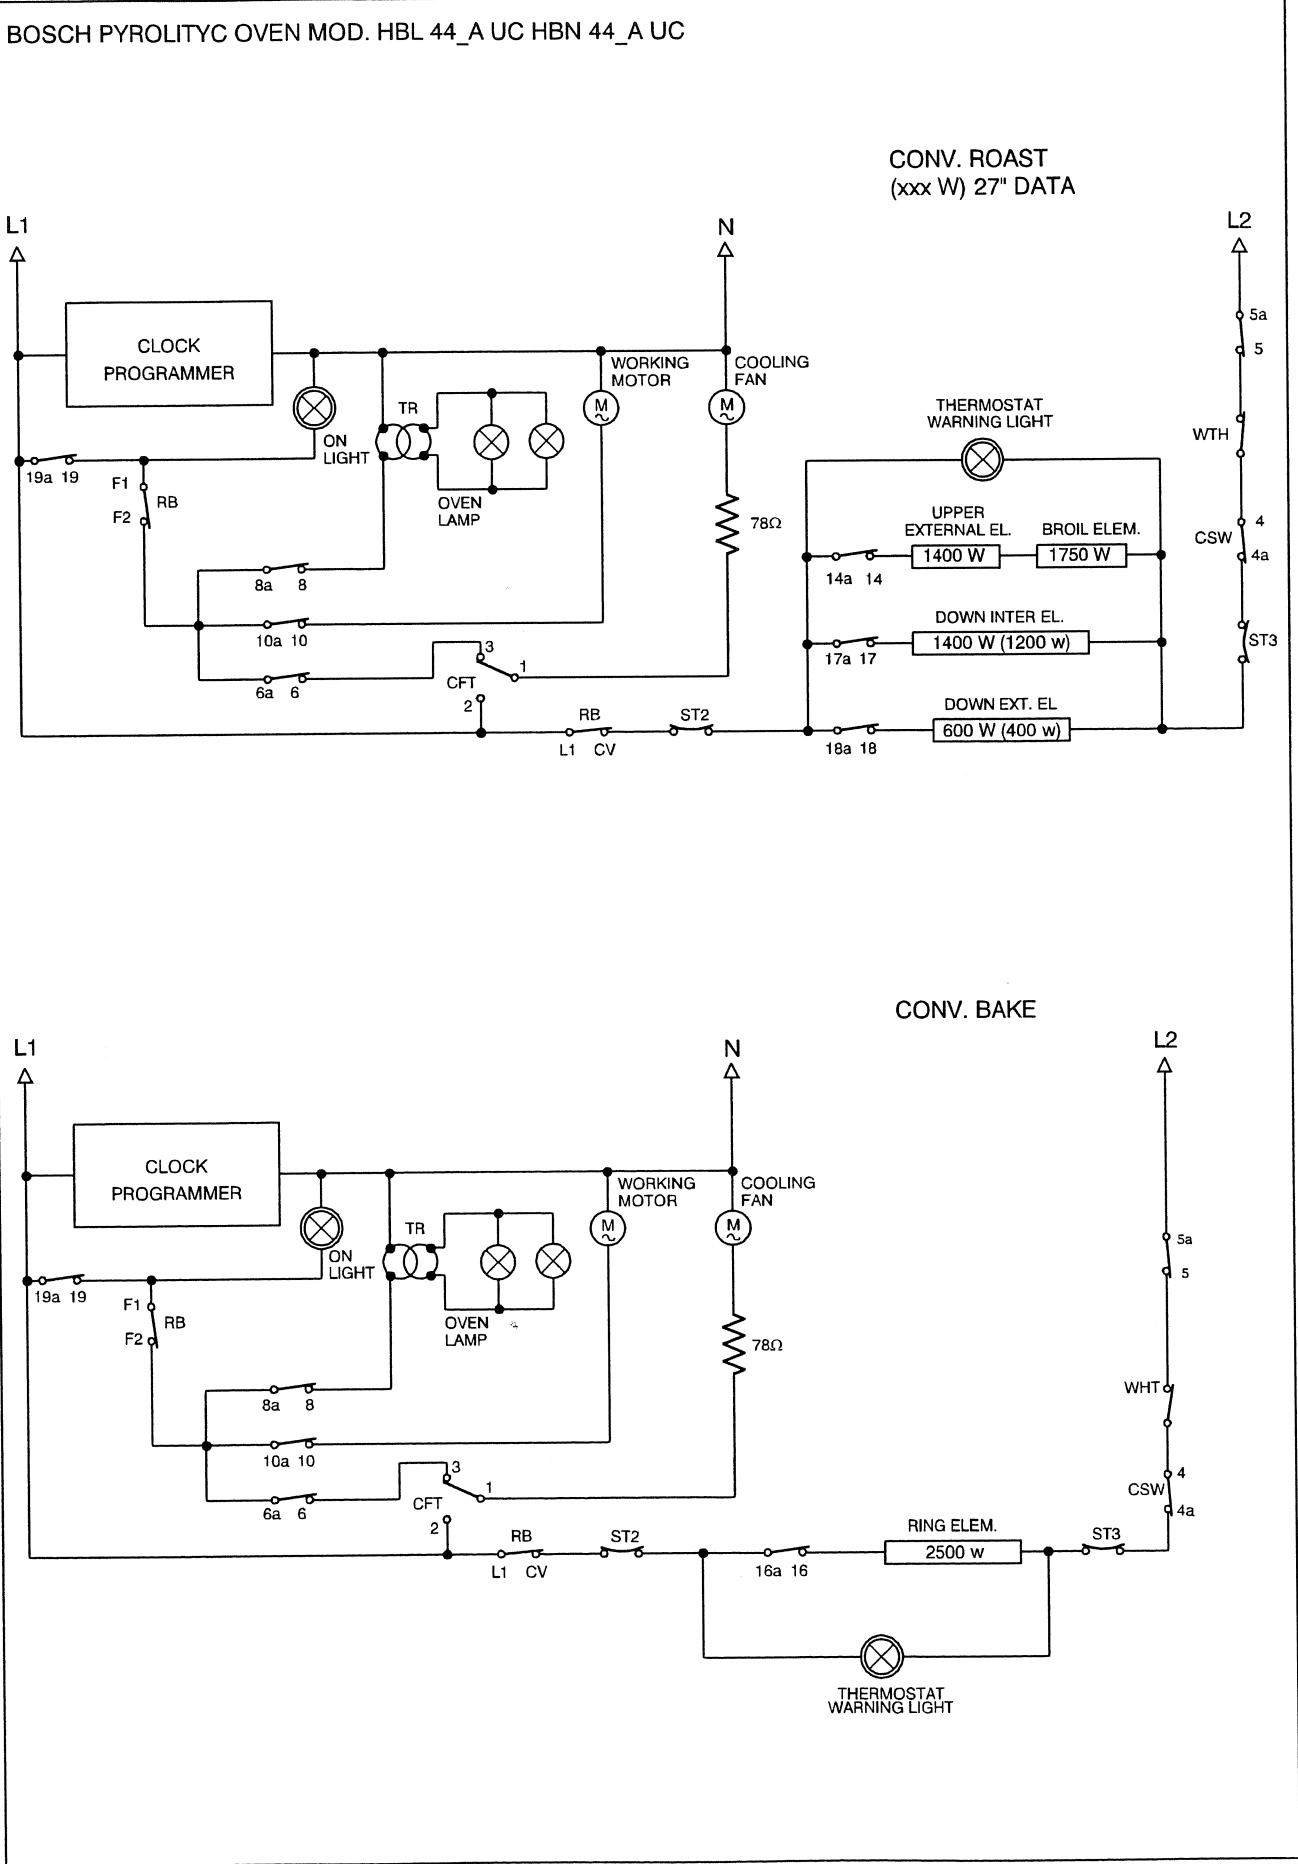 BOSCH PYROLITYC OVEN MOD. HBL 44_A UC HBN 44_A UC
CONV. ROAST
(xxx W) 27" DATA
L1
N
L2
5a
5
CLOCK
PROGRAMMER
WORKING
MOTOR
COOLING
FAN
M
M
TR
ON
LIGHT
THERMOSTAT
WARNING LIGHT
WTH
19a 19
F1
RB
F2
OVEN
LAMP
78Ω
UPPER
EXTERNAL EL.
BROIL ELEM.
1400 W
1750 W
4
CSW
4a
14a 14
8a 8
DOWN INTER EL.
1400 W (1200 w)
17a 17
ST3
10a 10
3
1
6a 6
CFT
2
DOWN EXT. EL
600 W (400 w)
18a 18
RB
ST2
L1 CV
CONV. BAKE
L1
N
L2
CLOCK
PROGRAMMER
WORKING
MOTOR
COOLING
FAN
M
M
TR
5a
5
ON
LIGHT
19a 19
F1
RB
F2
OVEN
LAMP
78Ω
WHT
8a 8
10a 10
3
1
4
CSW
4a
6a 6
CFT
2
RB
ST2
RING ELEM.
2500 w
ST3
L1 CV
16a 16
THERMOSTAT
WARNING LIGHT